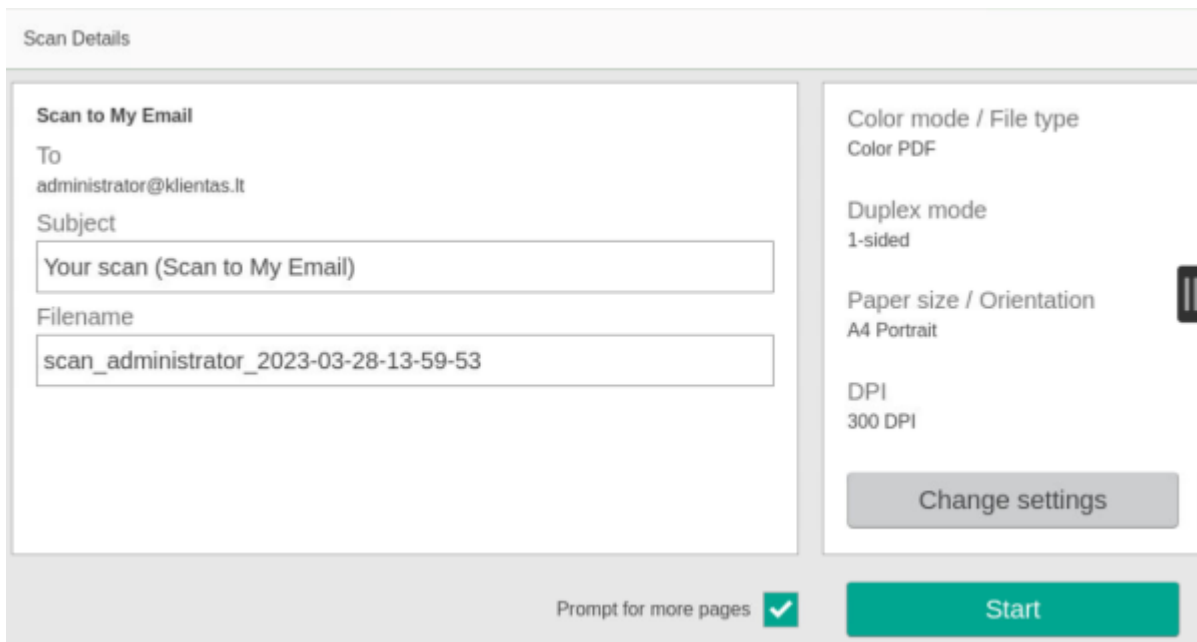 Scan Details
Scan to My Email
To
administrator@klientas.lt
Subject
Your scan (Scan to My Email)
Filename
scan_administrator_2023-03-28-13-59-53
Color mode / File type
Color PDF
Duplex mode
1-sided
Paper size / Orientation
A4 Portrait
DPI
300 DPI
Change settings
Prompt for more pages
Start